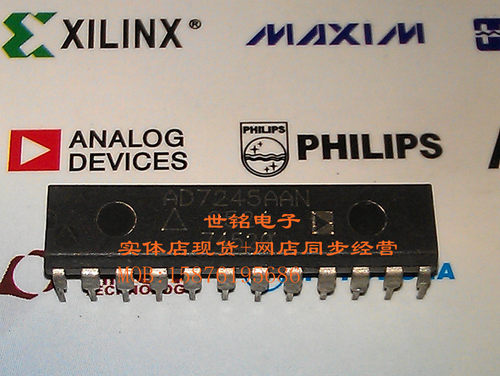 XILINX®
MAXIM
ANALOG
DEVICES
PHILIPS
PHILIPS
AD7245AAN
世铭电子
实体店现货+网店同步经营
TECHNOLOGY